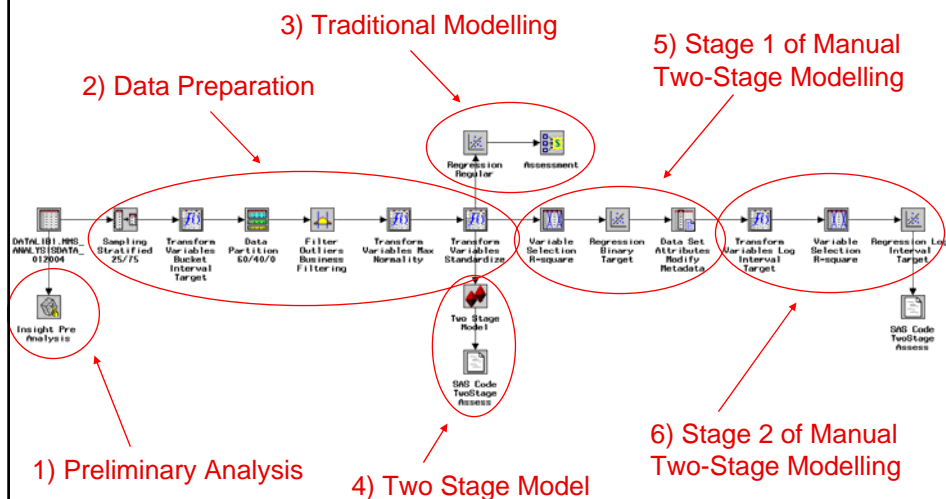 3) Traditional Modelling
5) Stage 1 of Manual
Two-Stage Modelling
2) Data Preparation
Regression
Regular
Assessment
DATALIB1.MMS_
ANALYSISDATA_
012004
Sampling
Stratified
25/75
Transform
Variables
Bucket
Interval
Target
Data
Partition
60/40/0
Filter
Outliers
Business
Filtering
Transform
Variables Max
Normality
Transform
Variables
Standardize
Variable
Selection
R-square
Regression
Binary
Target
Data Set
Attributes
Modify
Metadata
Transform
Variables Log
Interval
Target
Variable
Selection
R-square
Regression Log
Interval
Target
Insight Pre
Analysis
Two Stage
Model
SAS Code
TwoStage
Assess
SAS Code
TwoStage
Assess
1) Preliminary Analysis
4) Two Stage Model
6) Stage 2 of Manual
Two-Stage Modelling